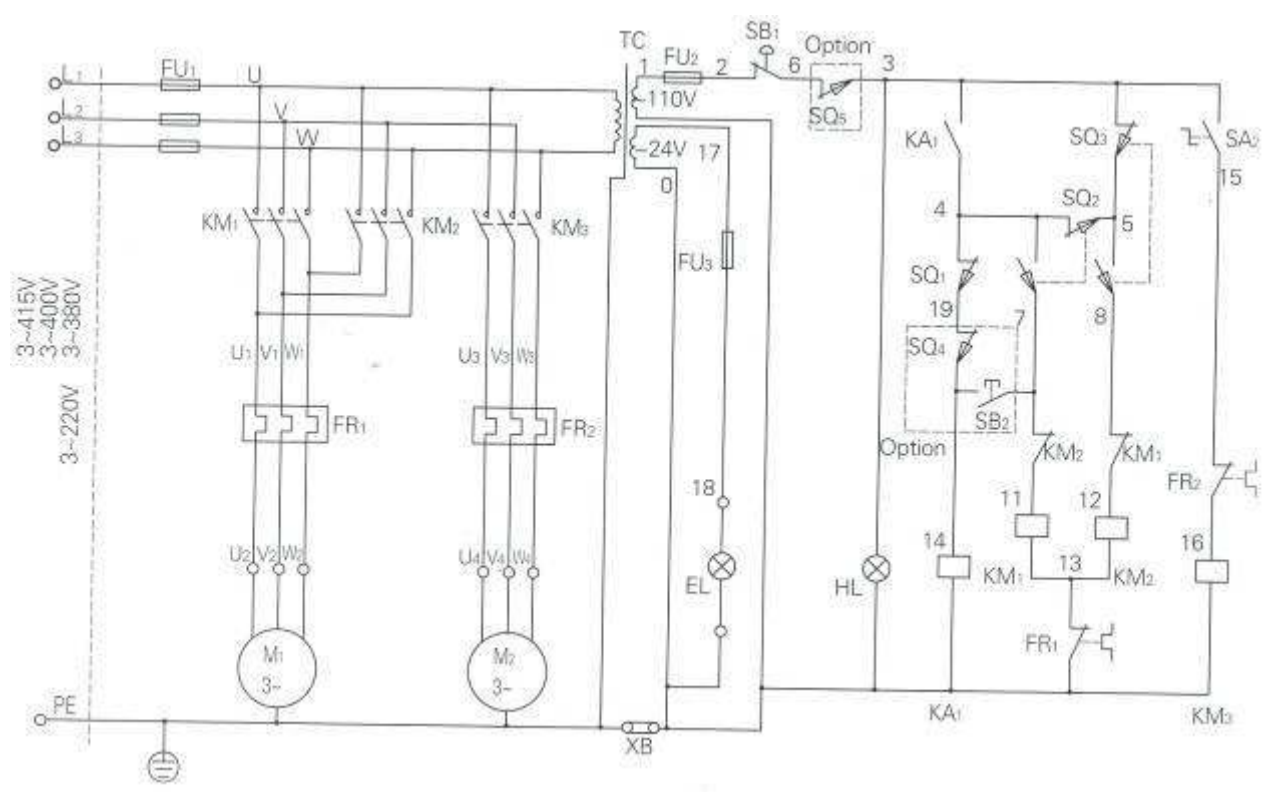 L1 FU1 U
L2 V
L3 W
TC
1 FU2 2 SB1 6 Option 3
~110V SQ5
~24V 17
0
KA1 SQ3 SA2
15
4 SQ2 5
KM1 KM2 KM3
FU3
SQ1
19 7 8
SQ4
SB2
Option
3~415V
3~400V
3~380V
3~220V
U1 V1 W1 U3 V3 W3
FR1 FR2
KM2 KM1 FR2
18 11 12
14 13 16
U2 V2 W2 U4 V4 W4
EL HL KM1 KM2
FR1
M1
3~
M2
3~
PE
XB
KA1 KM3